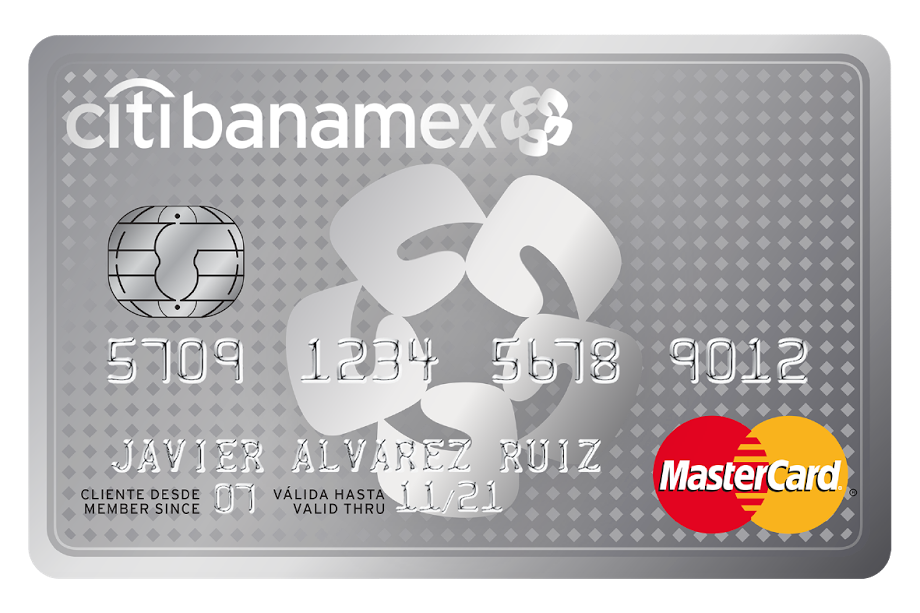 citibanamex
5709 1234 5678 9012
JAVIER ALVAREZ RUIZ
CLIENTE DESDE
MEMBER SINCE
07
VÁLIDA HASTA
VALID THRU
11/21
MasterCard
®